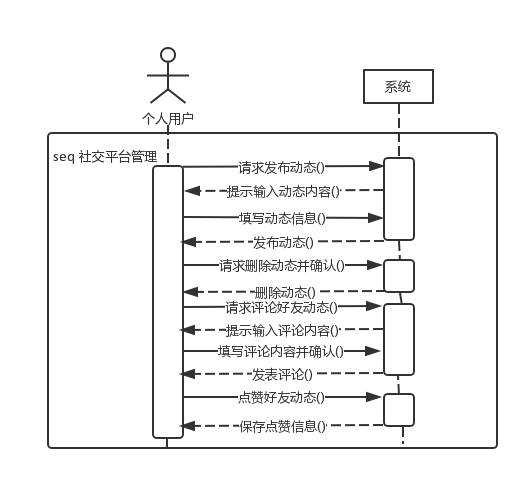 系统
个人用户
seq 社交平台管理
请求发布动态()
提示输入动态内容()
填写动态信息()
发布动态()
请求删除动态并确认()
删除动态()
请求评论好友动态()
提示输入评论内容()
填写评论内容并确认()
发表评论()
点赞好友动态()
保存点赞信息()